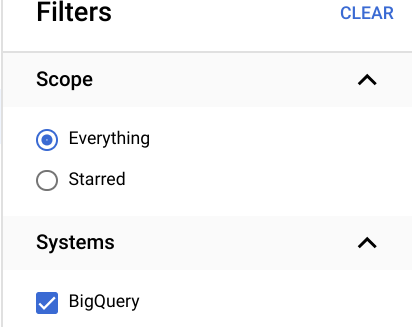 Filters CLEAR
Scope
Everything
Starred
Systems
BigQuery